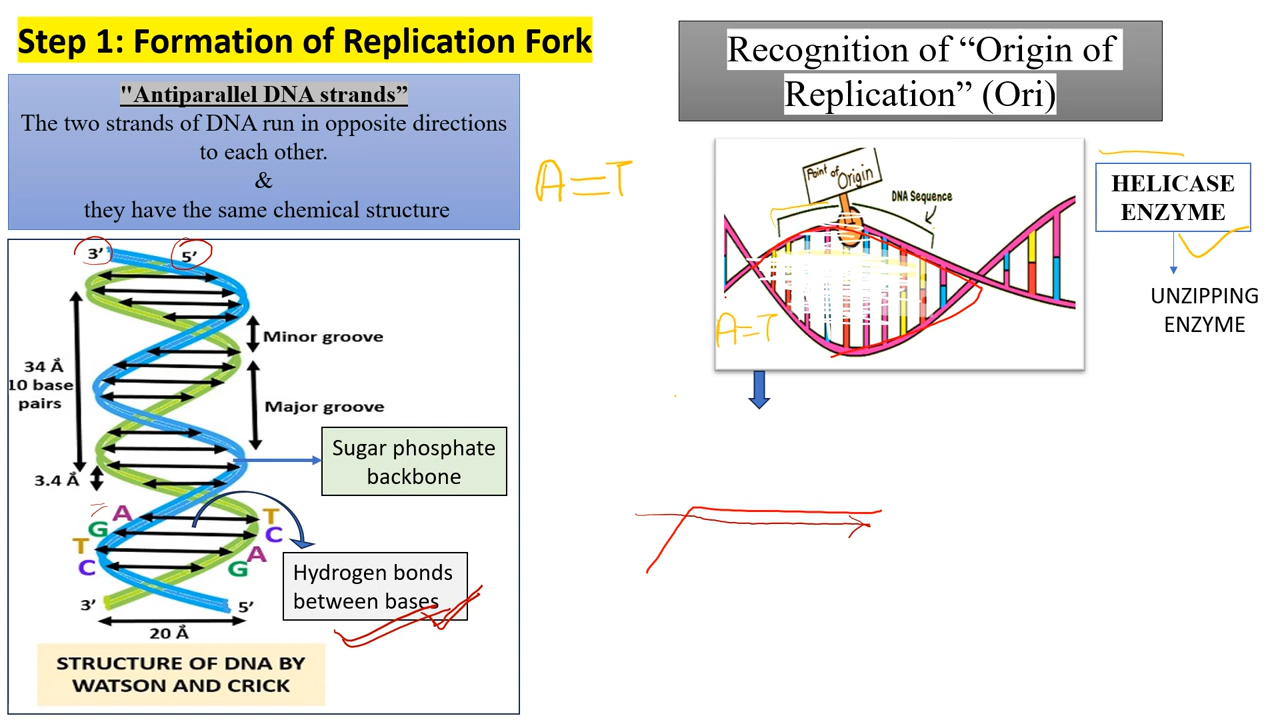 Step 1: Formation of Replication Fork
"Antiparallel DNA strands”
The two strands of DNA run in opposite directions
to each other.
&
they have the same chemical structure
A=T
3’
5’
Minor groove
34 Å
10 base
pairs
Major groove
Sugar phosphate
backbone
3.4 Å
A
T
G
C
T
A
C
G
Hydrogen bonds
between bases
3’
5’
20 Å
STRUCTURE OF DNA BY
WATSON AND CRICK
Recognition of “Origin of
Replication” (Ori)
Point of
Origin
DNA Sequence
A=T
HELICASE
ENZYME
UNZIPPING
ENZYME